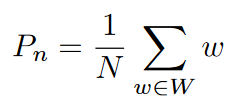 P_n = \frac{1}{N} \sum_{w \in W} w